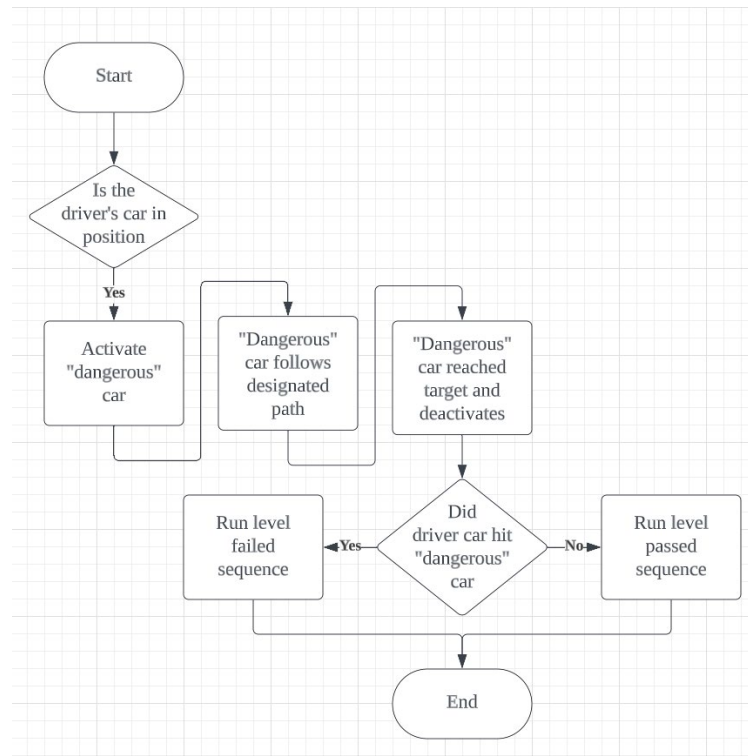 Start
Is the
driver's car in
position
Yes
Activate
"dangerous"
car
"Dangerous"
car follows
designated
path
"Dangerous"
car reached
target and
deactivates
Did
driver car hit
"dangerous"
car
Yes
No
Run level
failed
sequence
Run level
passed
sequence
End